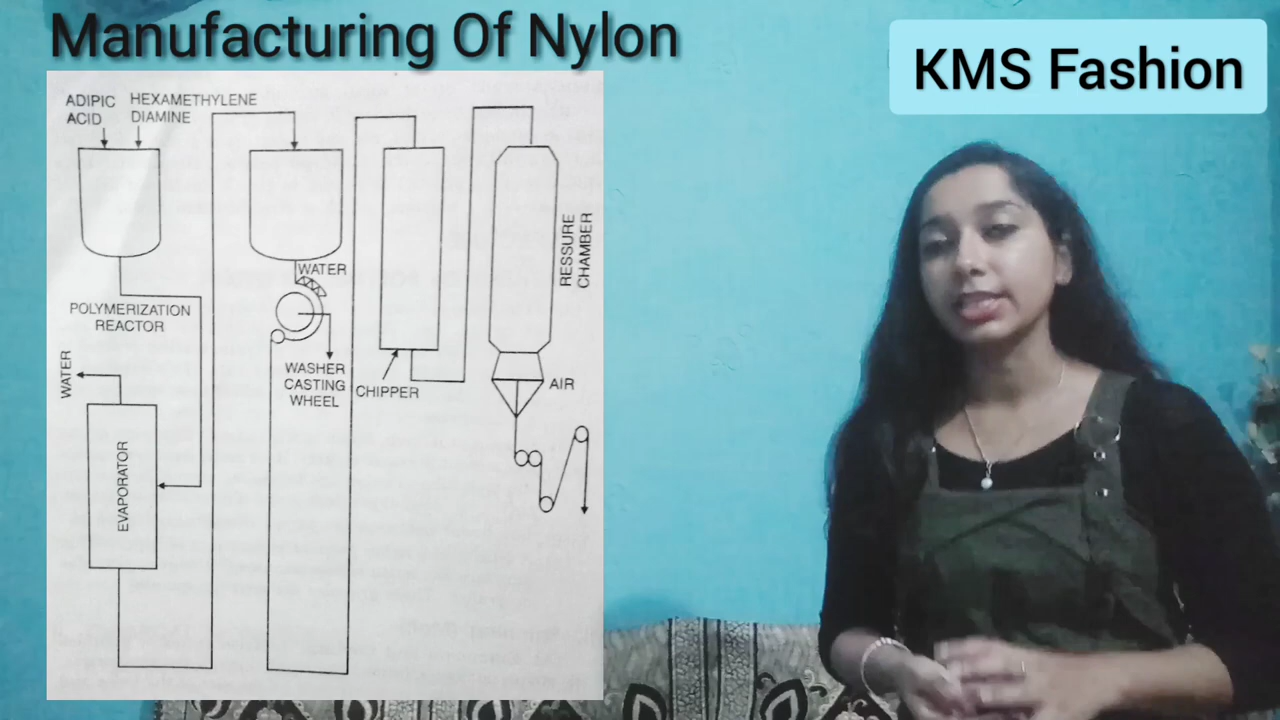 Manufacturing Of Nylon
KMS Fashion
ADIPIC
ACID
HEXAMETHYLENE
DIAMINE
WATER
RESSURE
CHAMBER
POLYMERIZATION
REACTOR
WATER
WASHER
CASTING
WHEEL
CHIPPER
AIR
EVAPORATOR